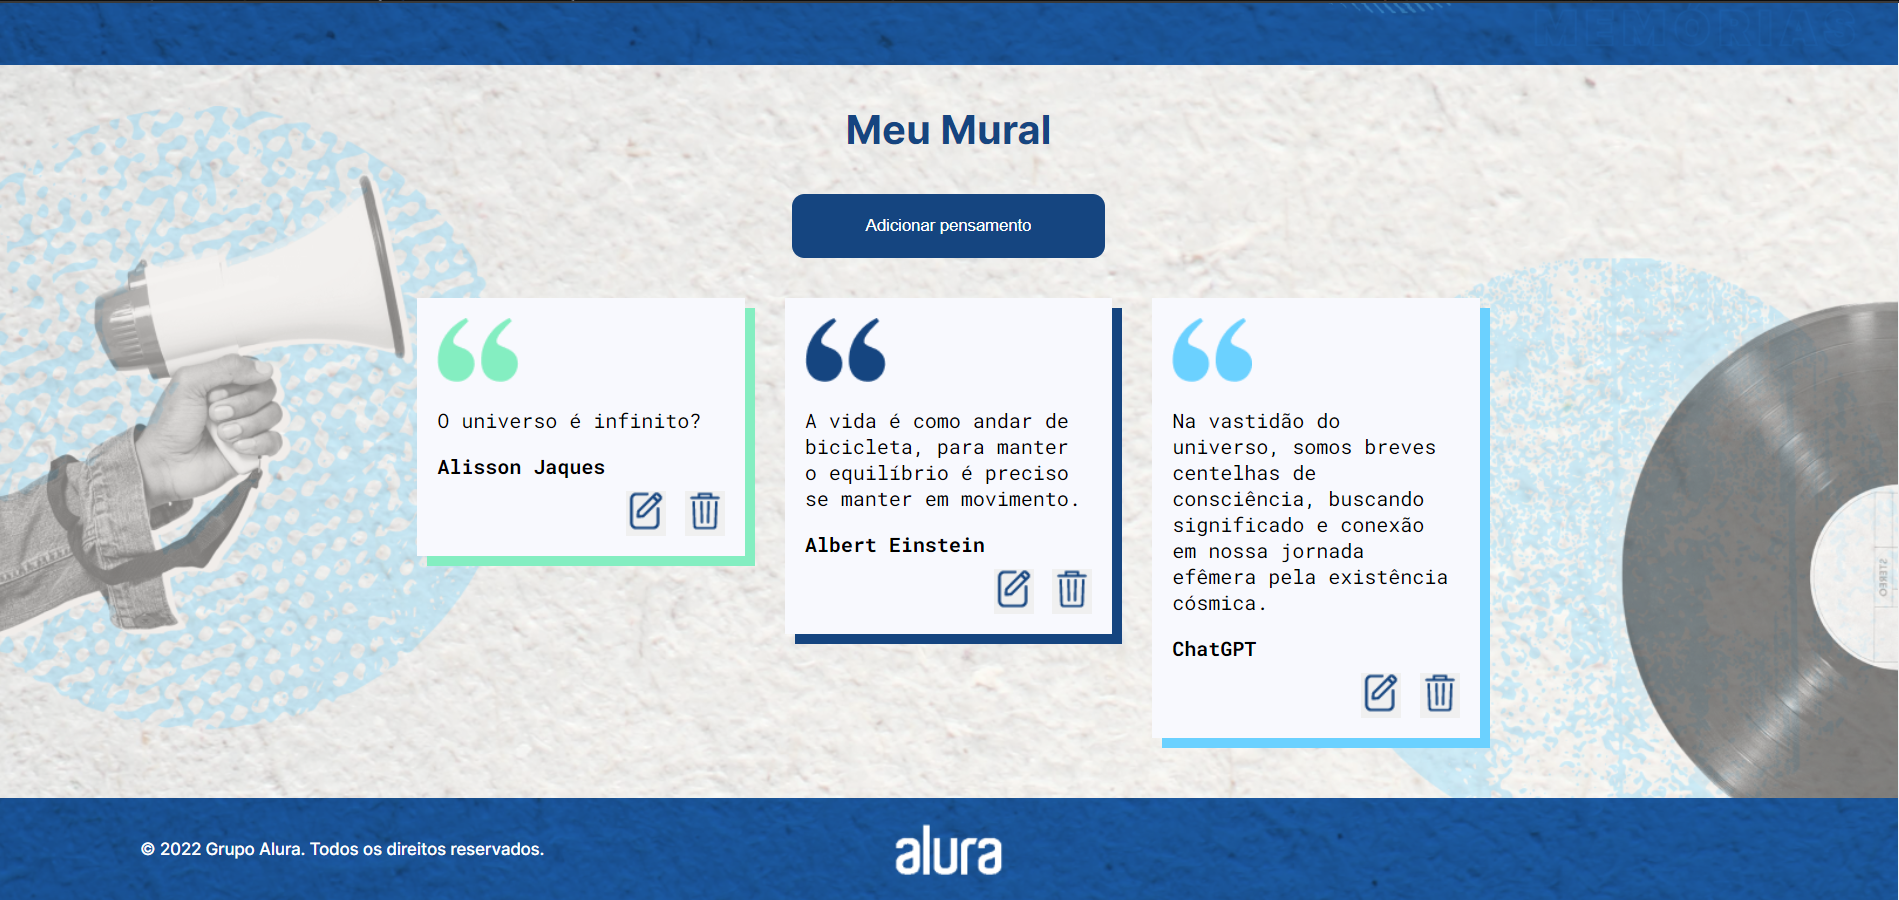 MEMORIAS
Meu Mural
Adicionar pensamento
O universo é infinito?
Alisson Jaques
A vida é como andar de
bicicleta, para manter
o equilíbrio é preciso
se manter em movimento.
Albert Einstein
Na vastidão do
universo, somos breves
centelhas de
consciência, buscando
significado e conexão
em nossa jornada
efêmera pela existência
cósmica.
ChatGPT
STEREO
© 2022 Grupo Alura. Todos os direitos reservados.
alura